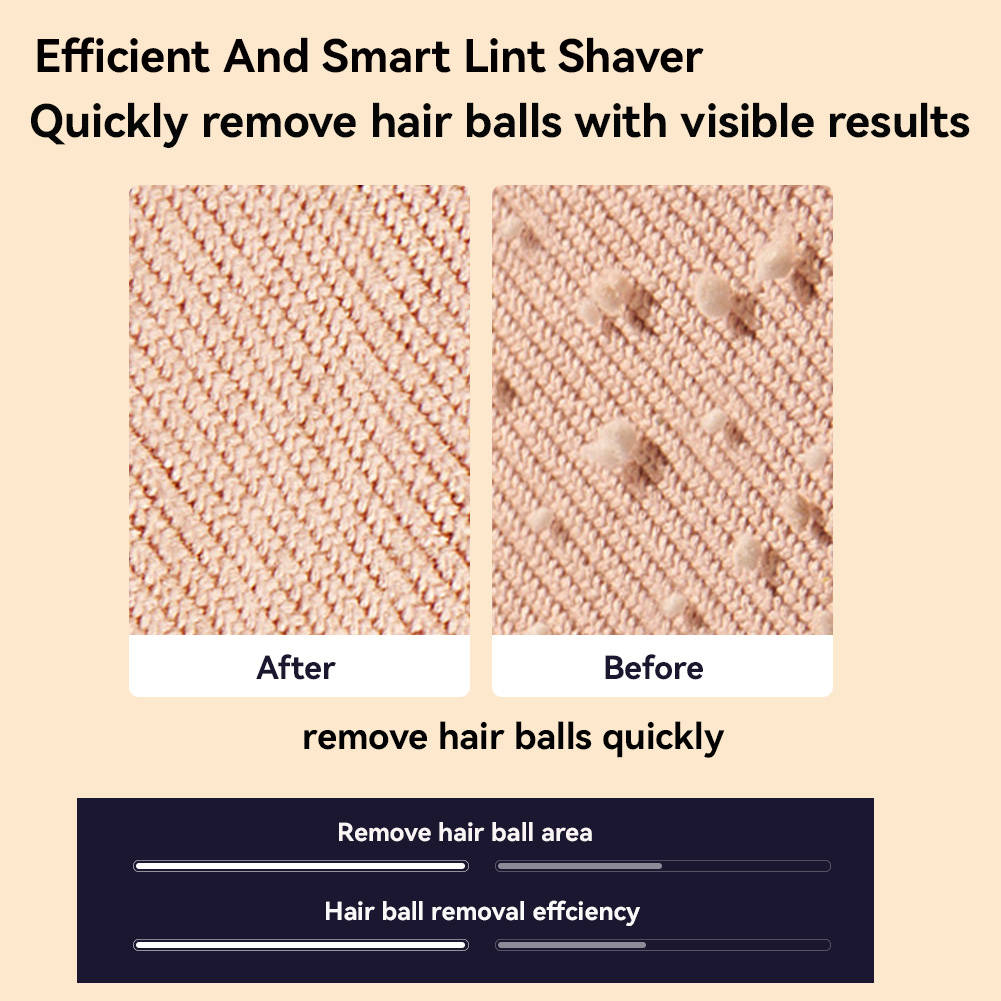 Efficient And Smart Lint Shaver
Quickly remove hair balls with visible results
After
Before
remove hair balls quickly
Remove hair ball area
Hair ball removal effciency